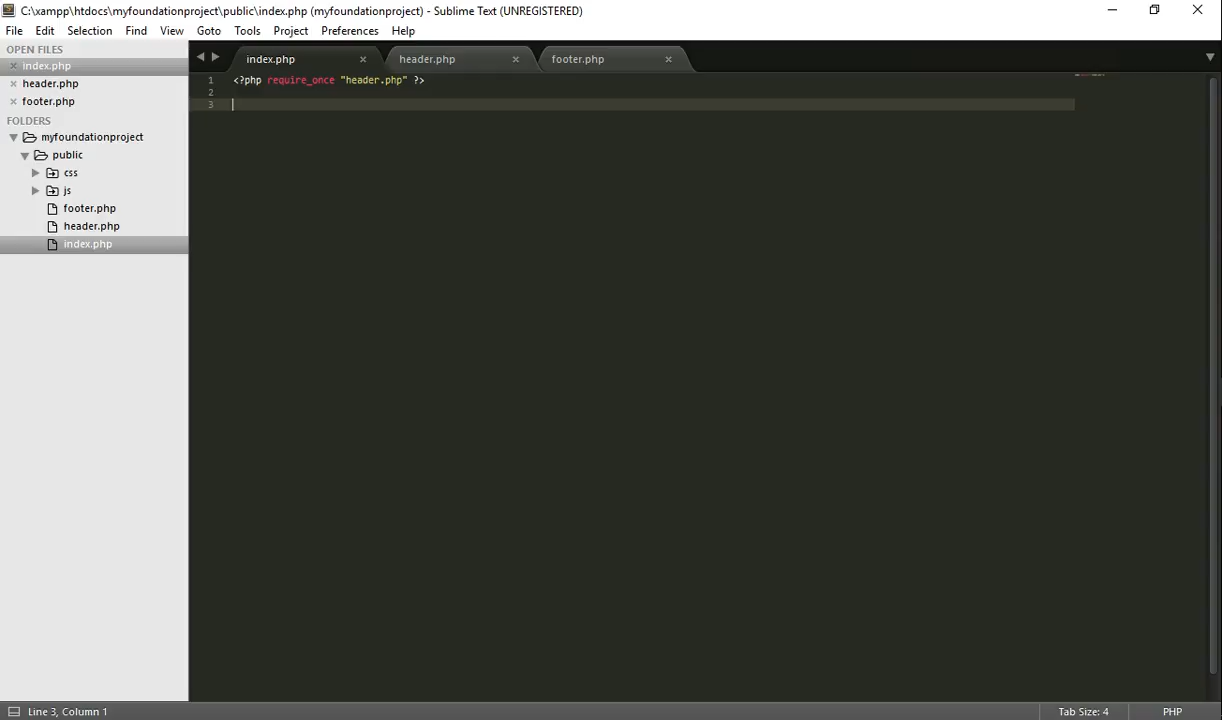 C:\xampp\htdocs\myfoundationproject\public\index.php (myfoundationproject) - Sublime Text (UNREGISTERED)
File Edit Selection Find View Goto Tools Project Preferences Help
OPEN FILES
index.php
header.php
footer.php
FOLDERS
myfoundationproject
public
css
js
footer.php
header.php
index.php
index.php header.php footer.php
1 <?php require_once "header.php" ?>
2
3
Line 3, Column 1 Tab Size: 4 PHP